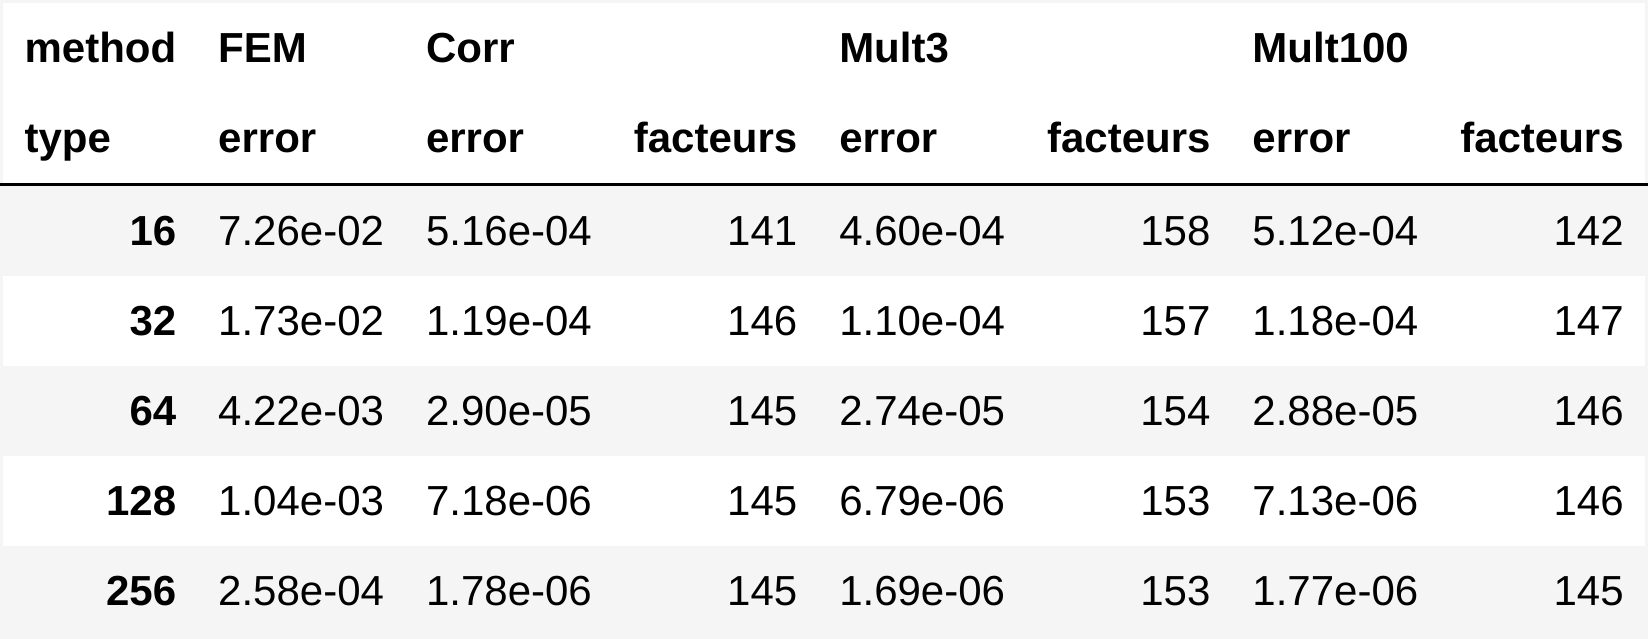 method FEM Corr Mult3 Mult100
type error error facteurs error facteurs error facteurs
16 7.26e-02 5.16e-04 141 4.60e-04 158 5.12e-04 142
32 1.73e-02 1.19e-04 146 1.10e-04 157 1.18e-04 147
64 4.22e-03 2.90e-05 145 2.74e-05 154 2.88e-05 146
128 1.04e-03 7.18e-06 145 6.79e-06 153 7.13e-06 146
256 2.58e-04 1.78e-06 145 1.69e-06 153 1.77e-06 145